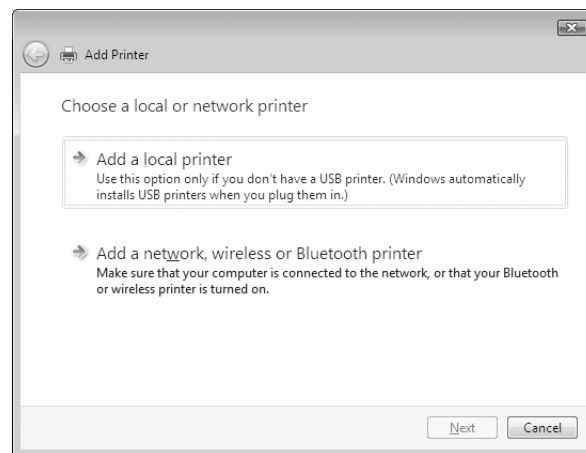 Add Printer
Choose a local or network printer
Add a local printer
Use this option only if you don't have a USB printer. (Windows automatically
installs USB printers when you plug them in.)
Add a network, wireless or Bluetooth printer
Make sure that your computer is connected to the network, or that your Bluetooth
or wireless printer is turned on.
Next Cancel